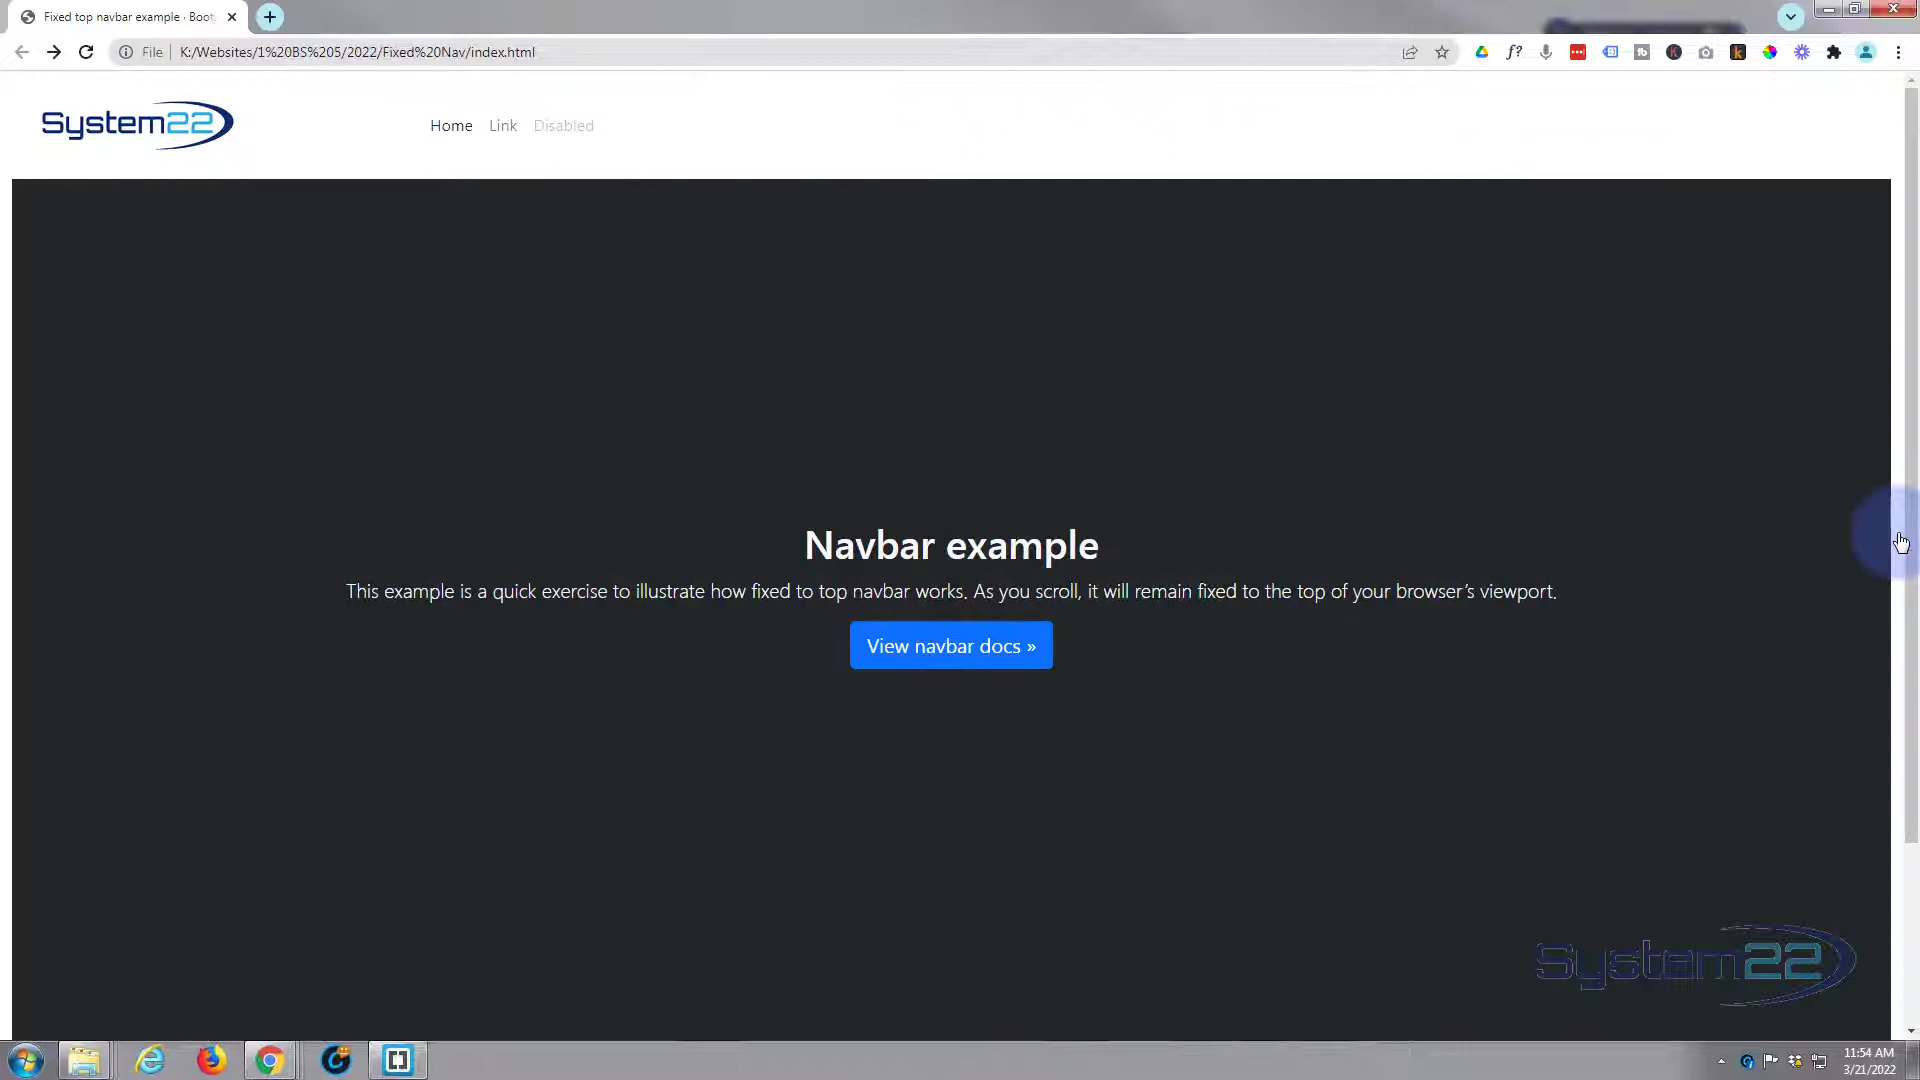 Fixed top navbar example · Boot
File
K:/Websites/1%20BS%205/2022/Fixed%20Nav/index.html
System22
Home Link Disabled
Navbar example
This example is a quick exercise to illustrate how fixed to top navbar works. As you scroll, it will remain fixed to the top of your browser’s viewport.
View navbar docs »
System22
11:54 AM
3/21/2022